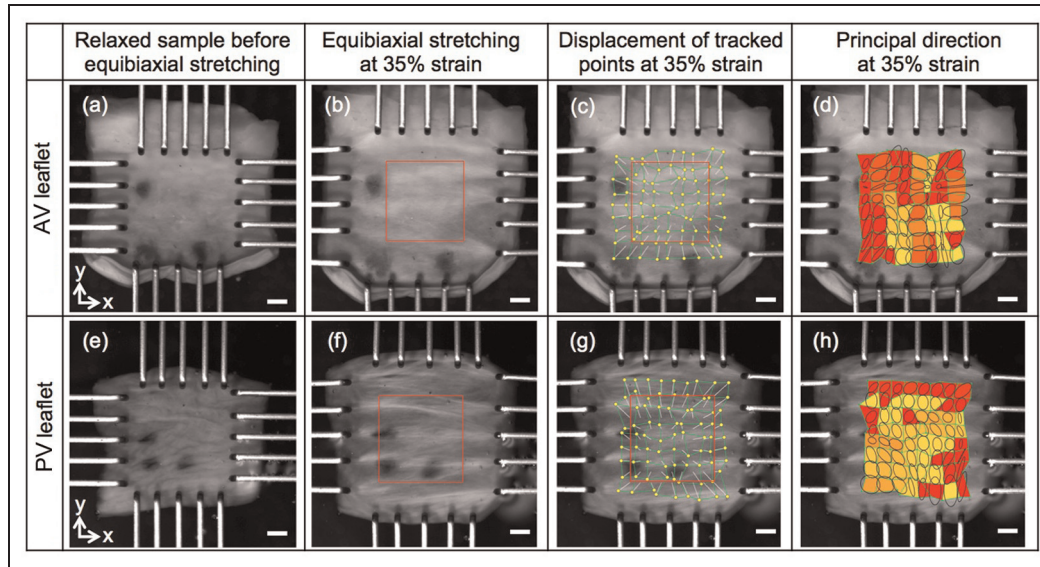 Relaxed sample before
equibiaxial stretching
Equibiaxial stretching
at 35% strain
Displacement of tracked
points at 35% strain
Principal direction
at 35% strain
AV leaflet
(a)
y
x
(b)
(c)
(d)
PV leaflet
(e)
y
x
(f)
(g)
(h)